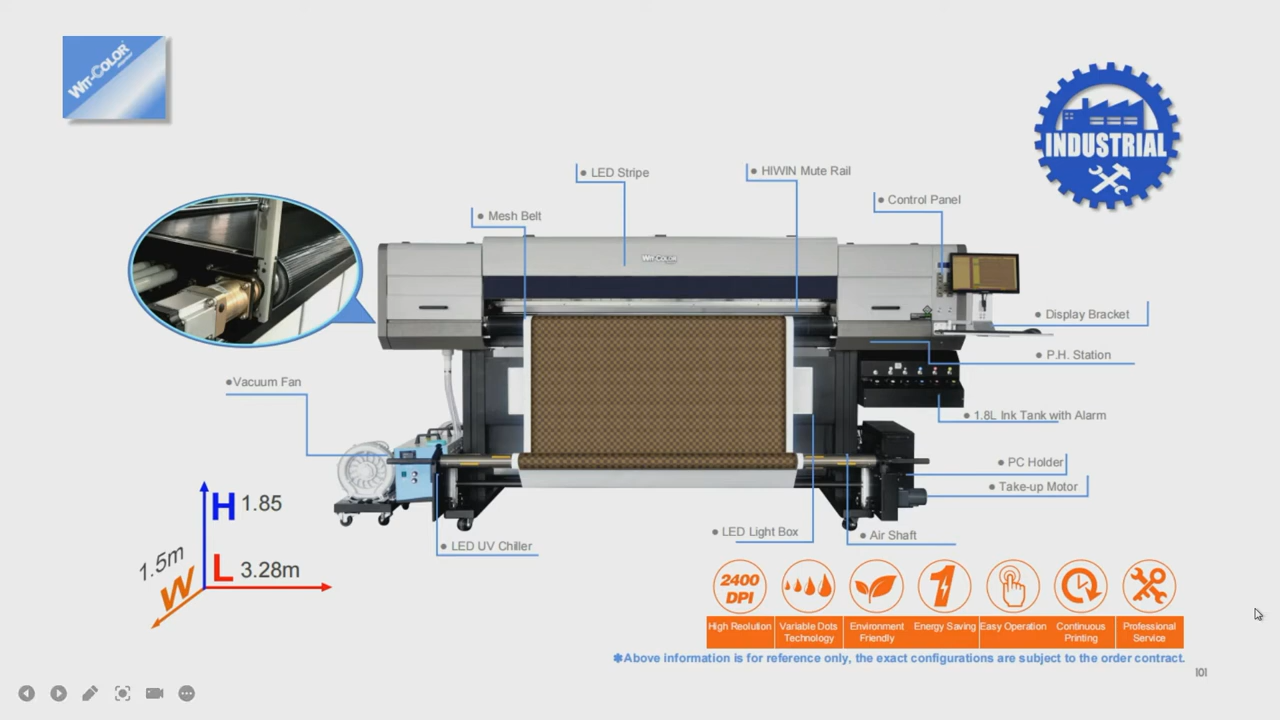 WIT-COLOR
INDUSTRIAL
LED Stripe
HIWIN Mute Rail
Control Panel
Mesh Belt
WIT-COLOR
Display Bracket
P.H. Station
Vacuum Fan
1.8L Ink Tank with Alarm
PC Holder
Take-up Motor
LED Light Box
Air Shaft
LED UV Chiller
H 1.85
1.5m
W
L 3.28m
2400
DPI
1
High Reolution
Variable Dots
Technology
Environment
Friendly
Energy Saving
Easy Operation
Continuous
Printing
Professional
Service
✽Above information is for reference only, the exact configurations are subject to the order contract.
101